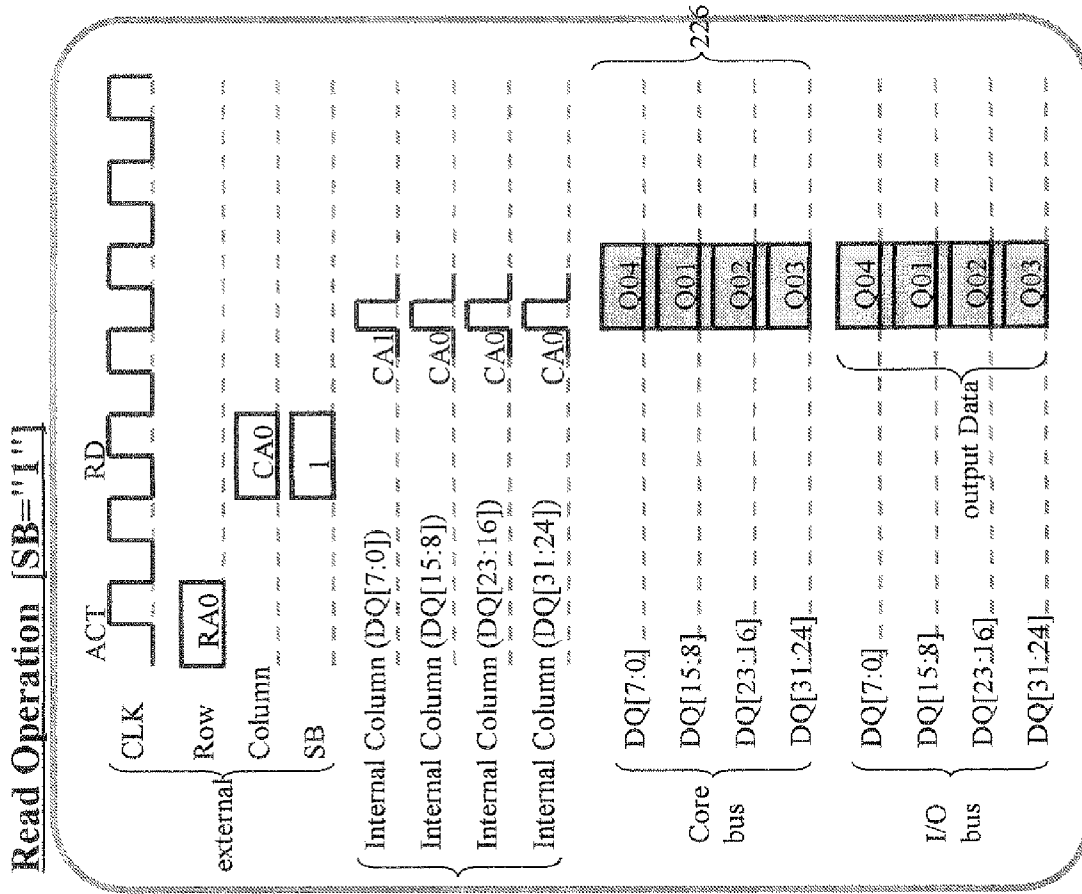 Read Operation [SB="1"]
ACT RD
CLK
Row RA0
Column CA0
SB 1
external
Internal Column (DQ[7:0]) CA1
Internal Column (DQ[15:8]) CA0
Internal Column (DQ[23:16]) CA0
Internal Column (DQ[31:24]) CA0
226
DQ[7:0] Q04
DQ[15:8] Q01
DQ[23:16] Q02
DQ[31:24] Q03
Core
bus
DQ[7:0] Q04
DQ[15:8] Q01
DQ[23:16] Q02
DQ[31:24] Q03
I/O
bus
output Data